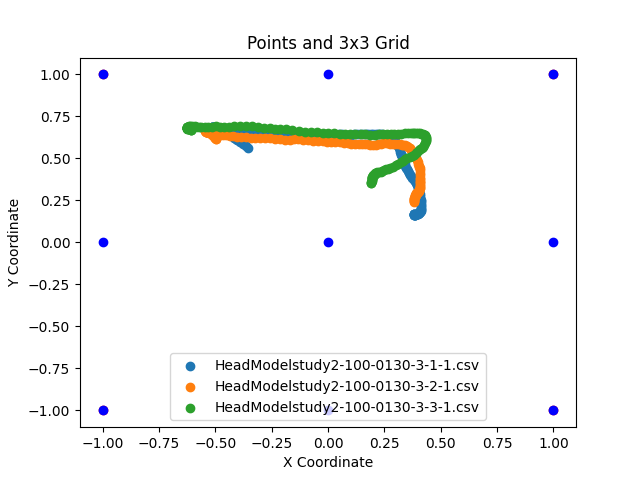 Points and 3x3 Grid
1.00
0.75
0.50
0.25
0.00
−0.25
−0.50
−0.75
−1.00
Y Coordinate
HeadModelstudy2-100-0130-3-1-1.csv
HeadModelstudy2-100-0130-3-2-1.csv
HeadModelstudy2-100-0130-3-3-1.csv
−1.00 −0.75 −0.50 −0.25 0.00 0.25 0.50 0.75 1.00
X Coordinate